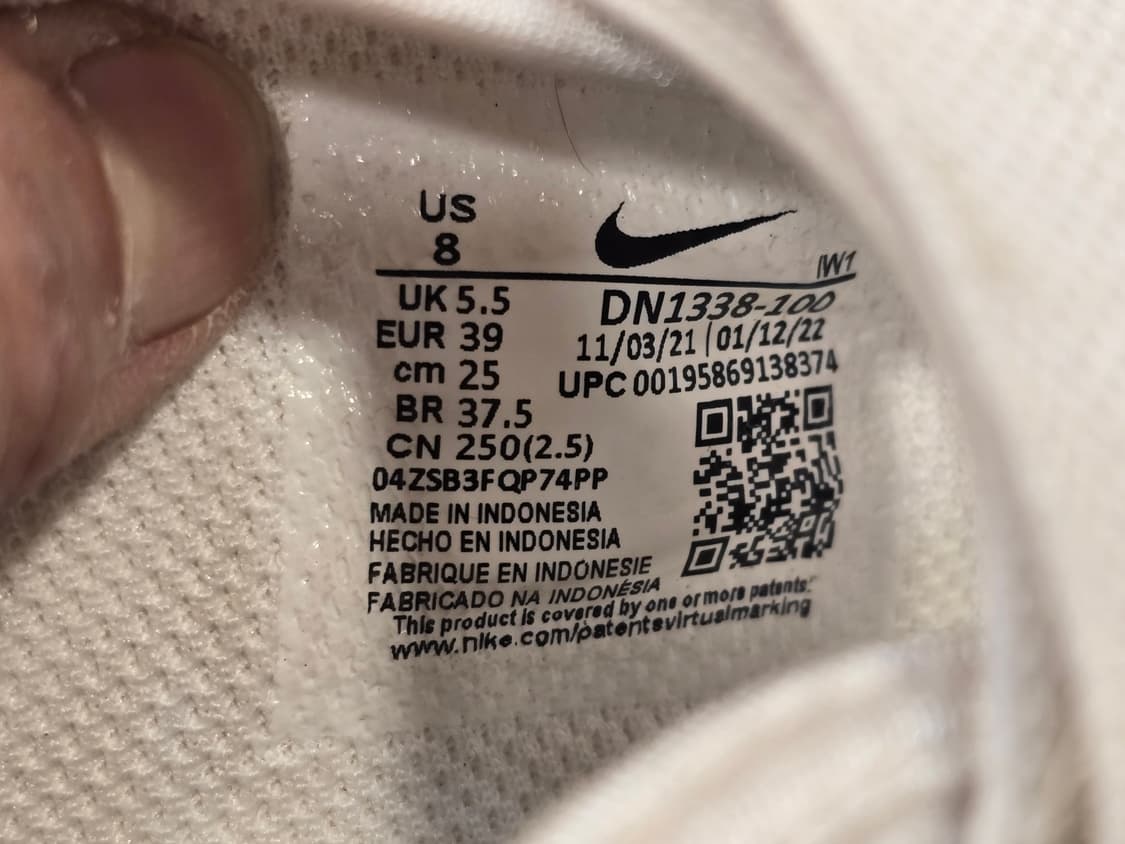 US
8
IW1
UK 5.5
EUR 39
cm 25
BR 37.5
CN 250(2.5)
04ZSB3FQP74PP
DN1338-100
11/03/21 | 01/12/22
UPC 00195869138374
MADE IN INDONESIA
HECHO EN INDONESIA
FABRIQUE EN INDONESIE
FABRICADO NA INDONÉSIA
This product is covered by one or more patents.
www.nike.com/patentsvirtualmarking